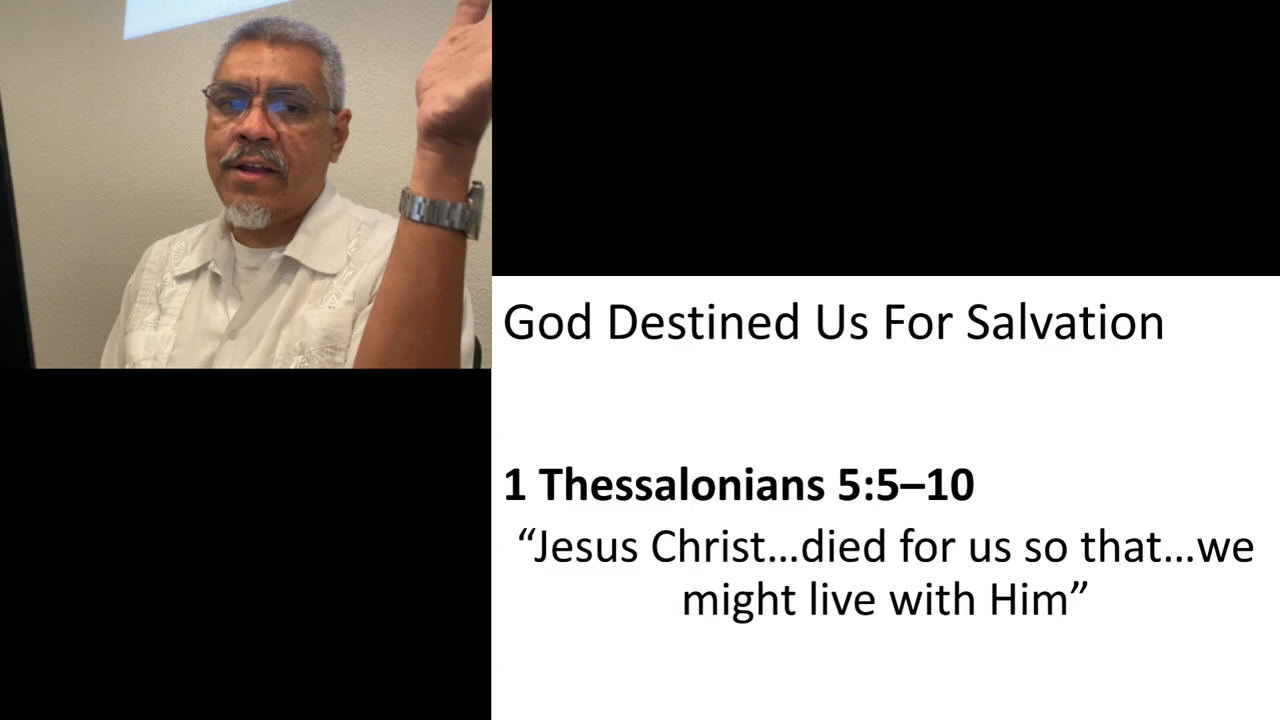 God Destined Us For Salvation
1 Thessalonians 5:5–10
“Jesus Christ…died for us so that…we
might live with Him”